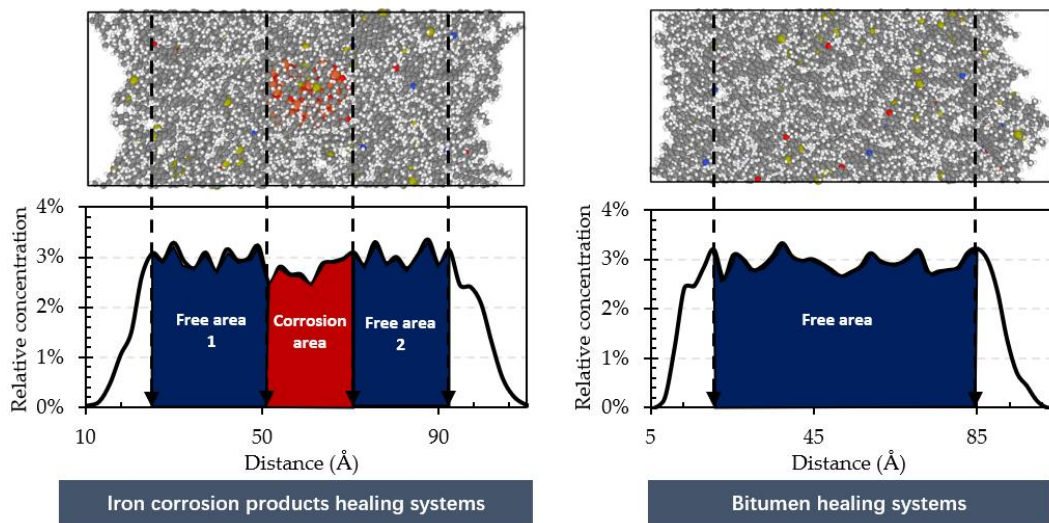 4%
3%
2%
1%
0%
Relative concentration
Free area
1
Corrosion
area
Free area
2
10
50
90
Distance (Å)
Iron corrosion products healing systems
4%
3%
2%
1%
0%
Relative concentration
Free area
5
45
85
Distance (Å)
Bitumen healing systems